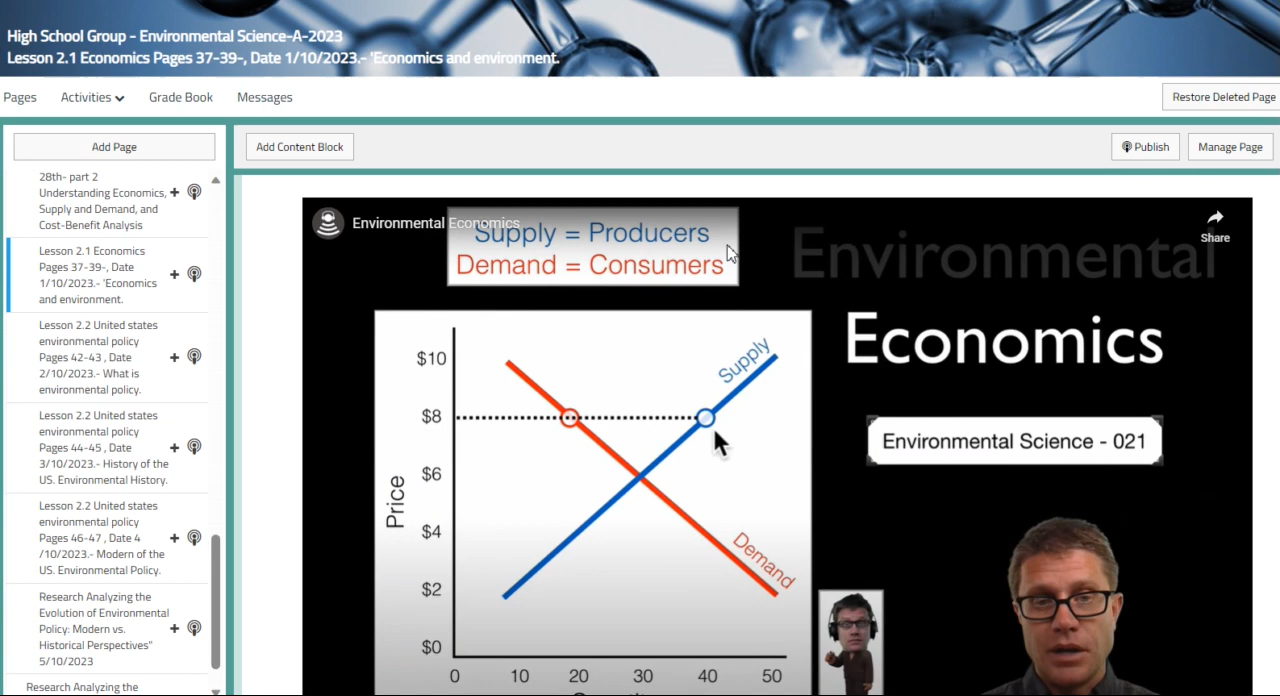 High School Group - Environmental Science-A-2023
Lesson 2.1 Economics Pages 37-39-, Date 1/10/2023.- 'Economics and environment.
Pages
Activities
Grade Book
Messages
Restore Deleted Page
Add Page
Add Content Block
Publish
Manage Page
28th- part 2
Understanding Economics,
Supply and Demand, and
Cost-Benefit Analysis
Lesson 2.1 Economics
Pages 37-39-, Date
1/10/2023.- 'Economics
and environment.
Lesson 2.2 United states
environmental policy
Pages 42-43 , Date
2/10/2023.- What is
environmental policy.
Lesson 2.2 United states
environmental policy
Pages 44-45 , Date
3/10/2023.- History of the
US. Environmental History.
Lesson 2.2 United states
environmental policy
Pages 46-47 , Date 4
/10/2023.- Modern of the
US. Environmental Policy.
Research Analyzing the
Evolution of Environmental
Policy: Modern vs.
Historical Perspectives"
5/10/2023
Research Analyzing the
Environmental Economics
Share
Supply = Producers
Demand = Consumers
Environmental
Economics
Environmental Science - 021
Supply
Demand
Price
$10
$8
$6
$4
$2
$0
0
10
20
30
40
50